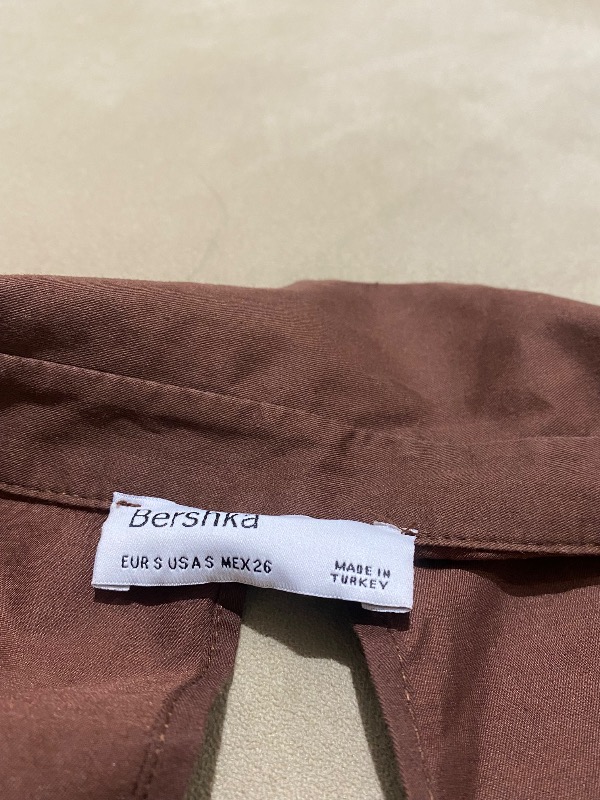 Bershka
EUR S USA S MEX 26
MADE IN
TURKEY